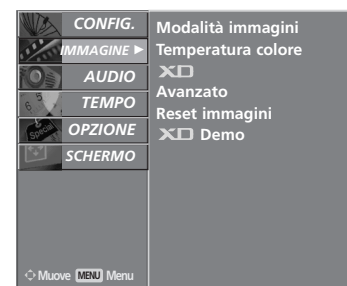 CONFIG.
IMMAGINE ►
AUDIO
TEMPO
OPZIONE
SCHERMO
Modalità immagini
Temperatura colore
XD
Avanzato
Reset immagini
XD Demo
Muove MENU Menu